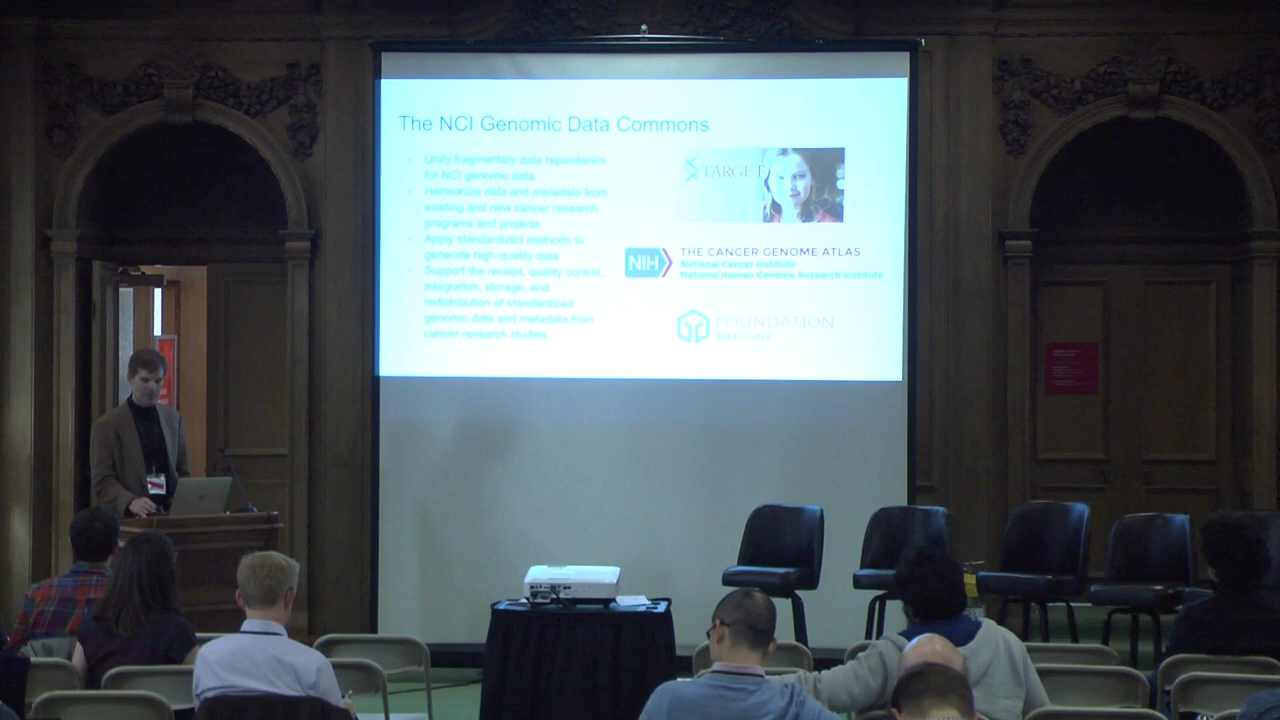 The NCI Genomic Data Commons
Unify fragmentary data repositories
for NCI genomic data
Harmonize data and metadata from
existing and new cancer research
programs and projects.
Apply standardized methods to
generate high-quality data
Support the receipt, quality control,
integration, storage, and
redistribution of standardized
genomic data and metadata from
cancer research studies.
TARGET
NIH
THE CANCER GENOME ATLAS
National Cancer Institute
National Human Genome Research Institute
FOUNDATION
MEDICINE